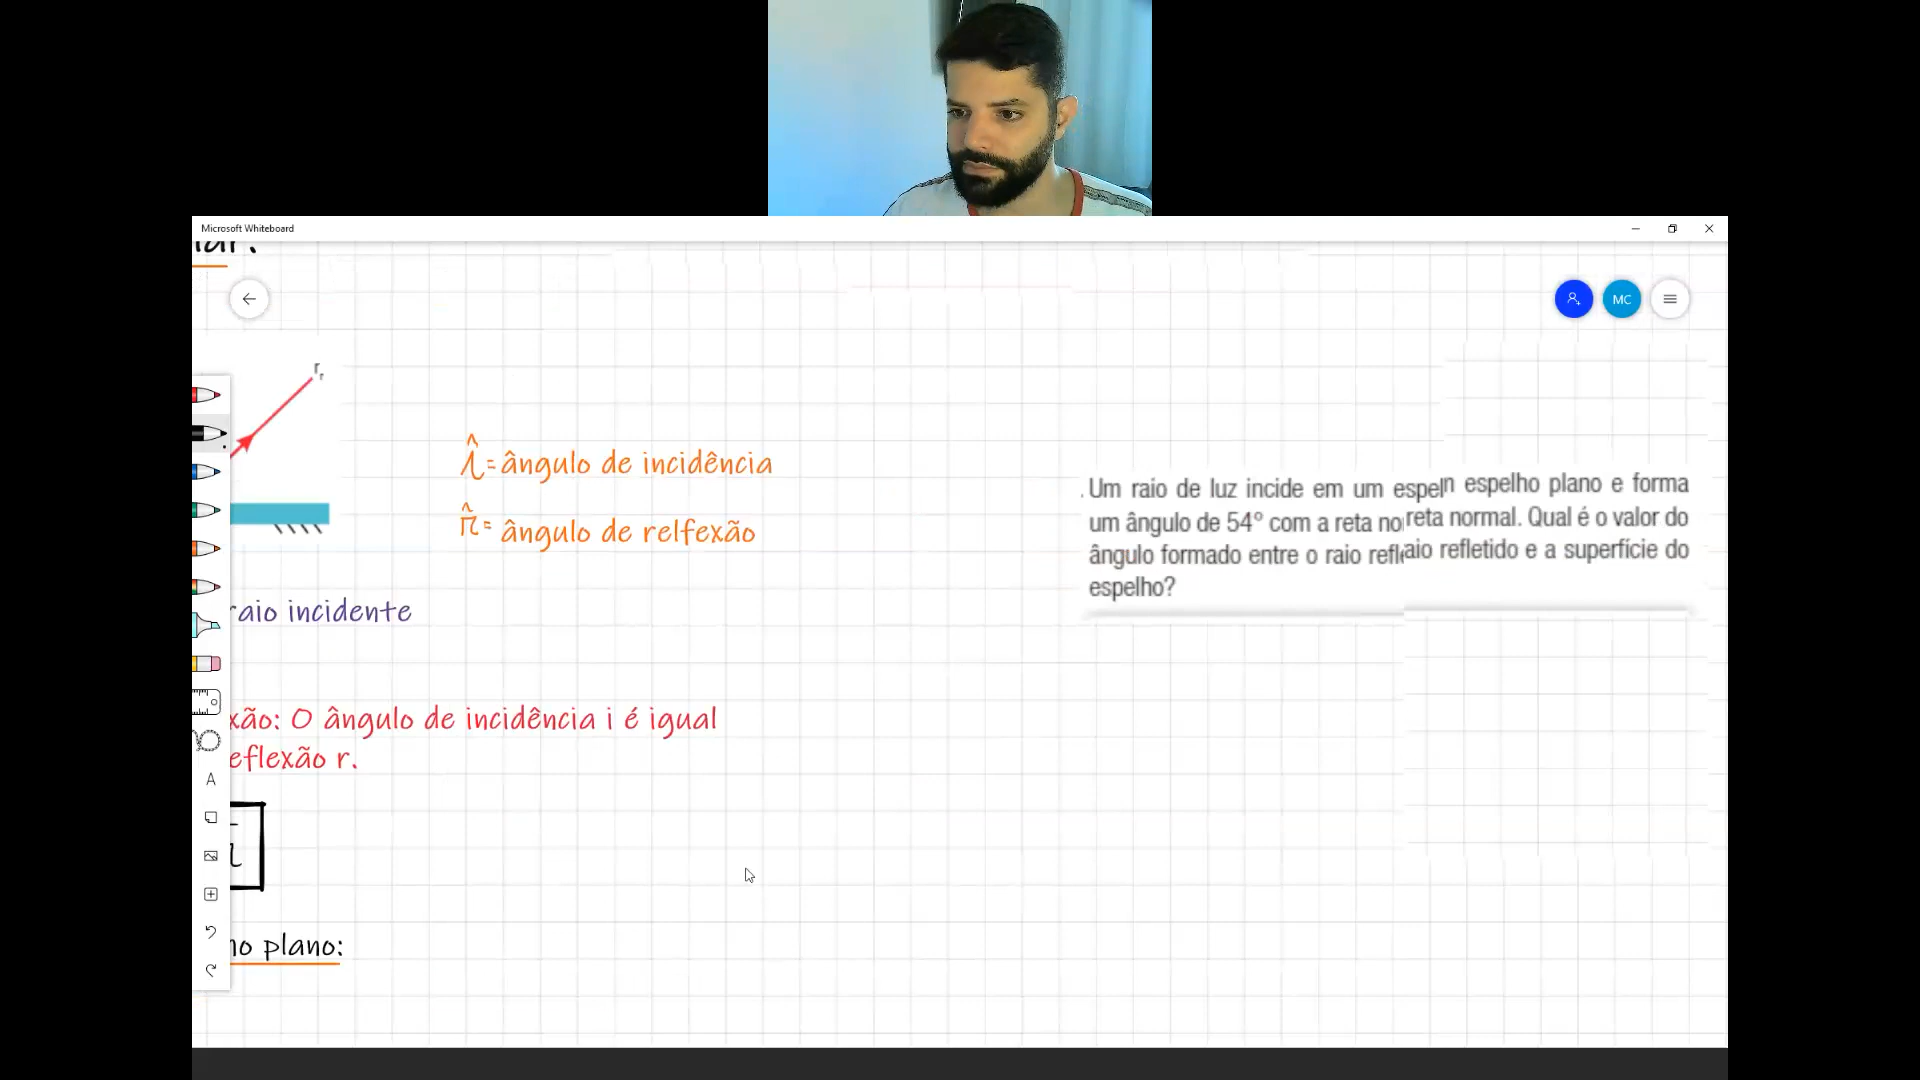 Microsoft Whiteboard
MC
r
r
î = ângulo de incidência
r̂ = ângulo de relfexão
. Um raio de luz incide em um espeln espelho plano e forma
um ângulo de 54º com a reta noreta normal. Qual é o valor do
ângulo formado entre o raio refleaio refletido e a superfície do
espelho?
raio incidente
xão: O ângulo de incidência i é igual
eflexão r.
A
no plano: